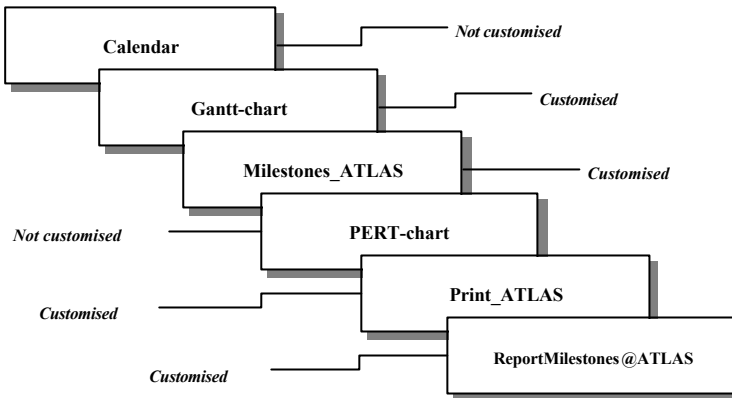 Calendar
Not customised
Gantt-chart
Customised
Milestones_ATLAS
Customised
Not customised
PERT-chart
Print_ATLAS
Customised
ReportMilestones@ATLAS
Customised